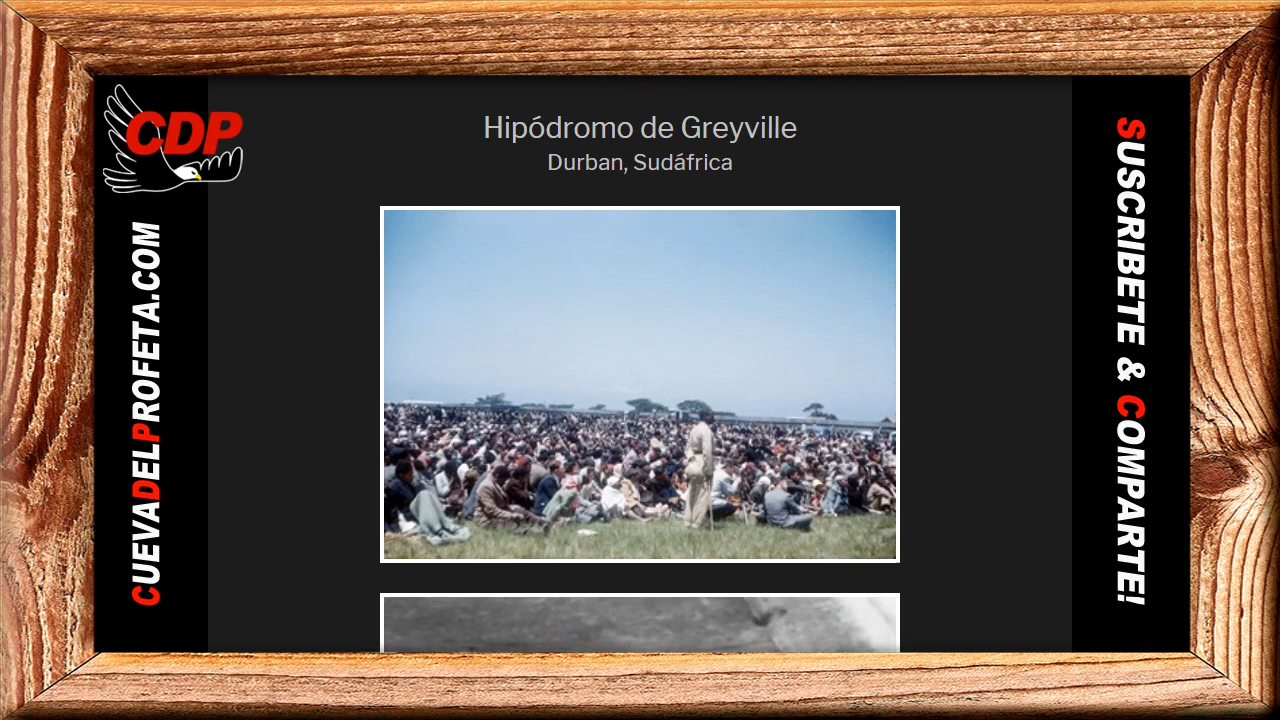 CDP
CUEVADELPROFETA.COM
Hipódromo de Greyville
Durban, Sudáfrica
SUSCRIBETE & COMPARTE!